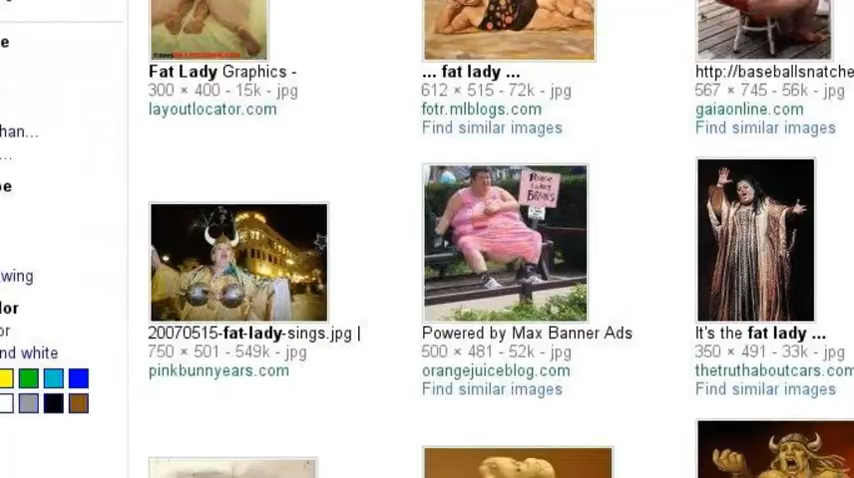 e
Fat Lady Graphics -
300 × 400 - 15k - jpg
layoutlocator.com
... fat lady ...
612 × 515 - 72k - jpg
fotr.mlblogs.com
Find similar images
http://baseballsnatche
567 × 745 - 56k - jpg
gaiaonline.com
Find similar images
han...
...
pe
wing
lor
or
nd white
20070515-fat-lady-sings.jpg |
750 × 501 - 549k - jpg
pinkbunnyears.com
Powered by Max Banner Ads
500 × 481 - 52k - jpg
orangejuiceblog.com
Find similar images
It's the fat lady ...
350 × 491 - 33k - jpg
thetruthaboutcars.com
Find similar images